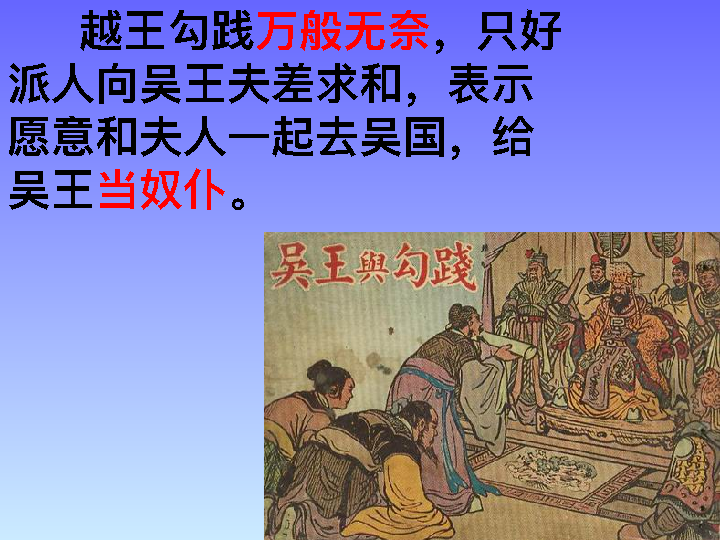 越王勾践万般无奈，只好
派人向吴王夫差求和，表示
愿意和夫人一起去吴国，给
吴王当奴仆。
吴王與勾踐